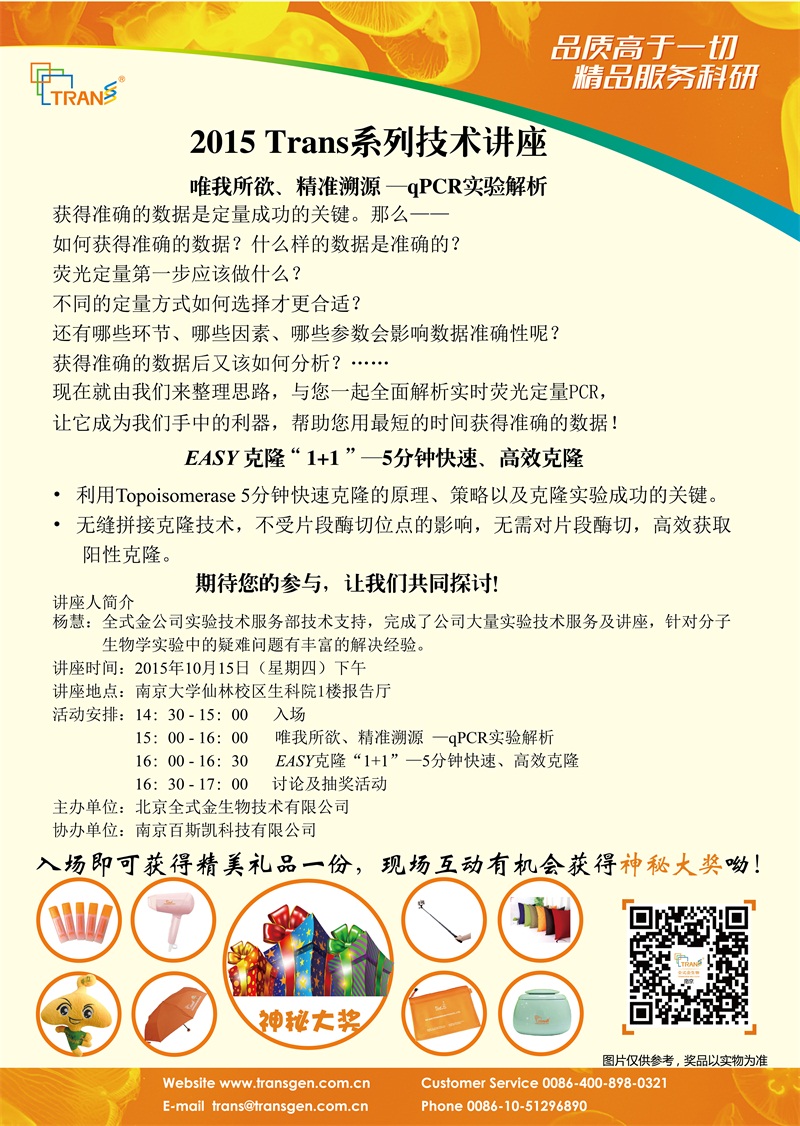 品质高于一切
精品服务科研
TRANS®
2015 Trans系列技术讲座
唯我所欲、精准溯源 —qPCR实验解析
获得准确的数据是定量成功的关键。那么——
如何获得准确的数据？什么样的数据是准确的？
荧光定量第一步应该做什么？
不同的定量方式如何选择才更合适？
还有哪些环节、哪些因素、哪些参数会影响数据准确性呢？
获得准确的数据后又该如何分析？……
现在就由我们来整理思路，与您一起全面解析实时荧光定量PCR，
让它成为我们手中的利器，帮助您用最短的时间获得准确的数据！
EASY 克隆“ 1+1 ”—5分钟快速、高效克隆
• 利用Topoisomerase 5分钟快速克隆的原理、策略以及克隆实验成功的关键。
• 无缝拼接克隆技术，不受片段酶切位点的影响，无需对片段酶切，高效获取
阳性克隆。
期待您的参与，让我们共同探讨!
讲座人简介
杨慧：全式金公司实验技术服务部技术支持，完成了公司大量实验技术服务及讲座，针对分子
生物学实验中的疑难问题有丰富的解决经验。
讲座时间：2015年10月15日（星期四）下午
讲座地点：南京大学仙林校区生科院1楼报告厅
活动安排：14：30 - 15：00 入场
15：00 - 16：00 唯我所欲、精准溯源 —qPCR实验解析
16：00 - 16：30 EASY克隆“1+1”—5分钟快速、高效克隆
16：30 - 17：00 讨论及抽奖活动
主办单位：北京全式金生物技术有限公司
协办单位：南京百斯凯科技有限公司
入场即可获得精美礼品一份，现场互动有机会获得神秘大奖呦！
神秘大奖
TRANS
南京
图片仅供参考，奖品以实物为准
Website www.transgen.com.cn Customer Service 0086-400-898-0321
E-mail trans@transgen.com.cn Phone 0086-10-51296890